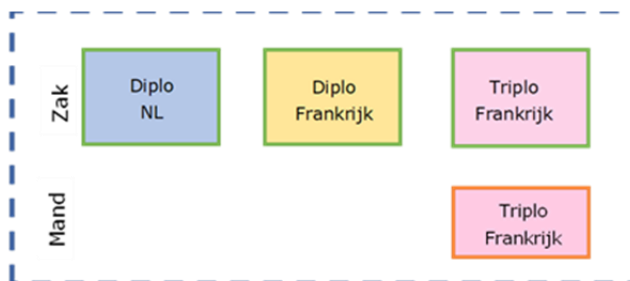 Zak
Diplo
NL
Diplo
Frankrijk
Triplo
Frankrijk
Mand
Triplo
Frankrijk